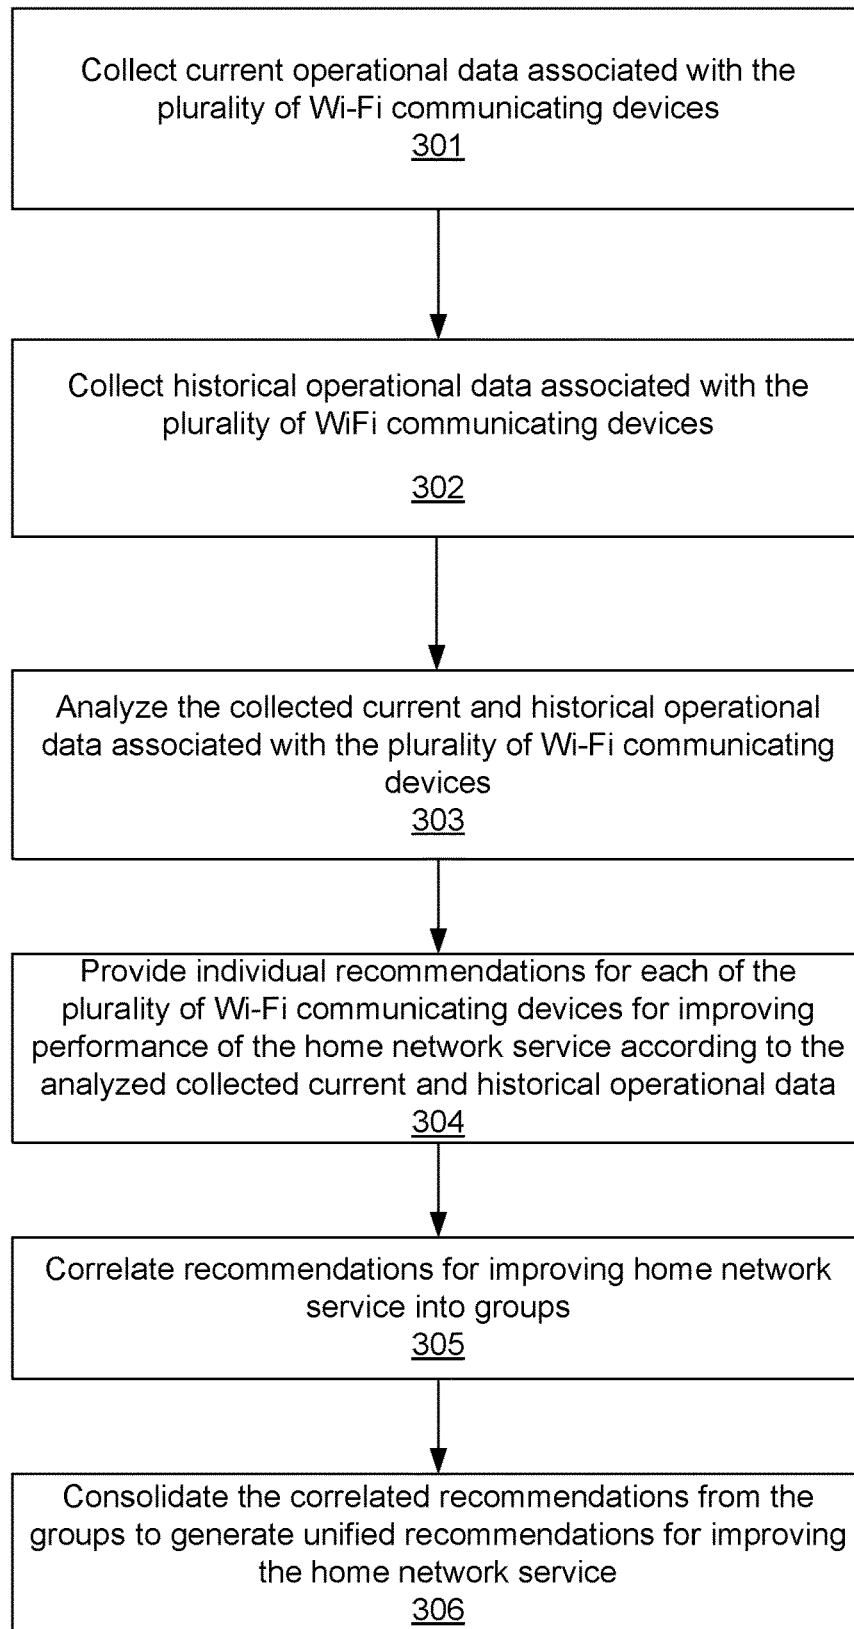 Collect current operational data associated with the
plurality of Wi-Fi communicating devices
301
Collect historical operational data associated with the
plurality of WiFi communicating devices
302
Analyze the collected current and historical operational
data associated with the plurality of Wi-Fi communicating
devices
303
Provide individual recommendations for each of the
plurality of Wi-Fi communicating devices for improving
performance of the home network service according to the
analyzed collected current and historical operational data
304
Correlate recommendations for improving home network
service into groups
305
Consolidate the correlated recommendations from the
groups to generate unified recommendations for improving
the home network service
306